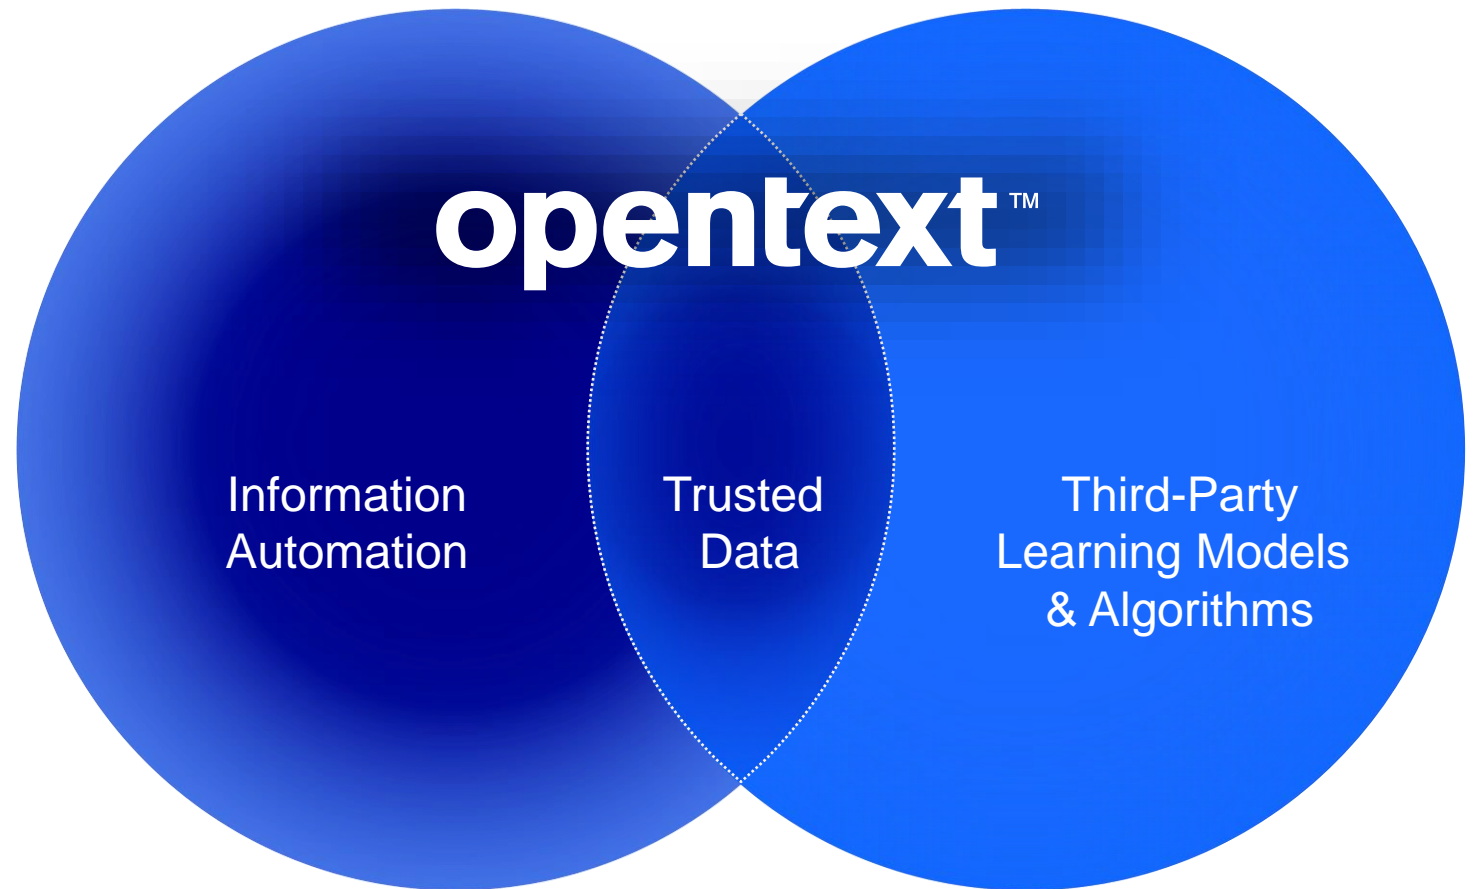 opentext™
Information
Automation
Trusted
Data
Third-Party
Learning Models
& Algorithms